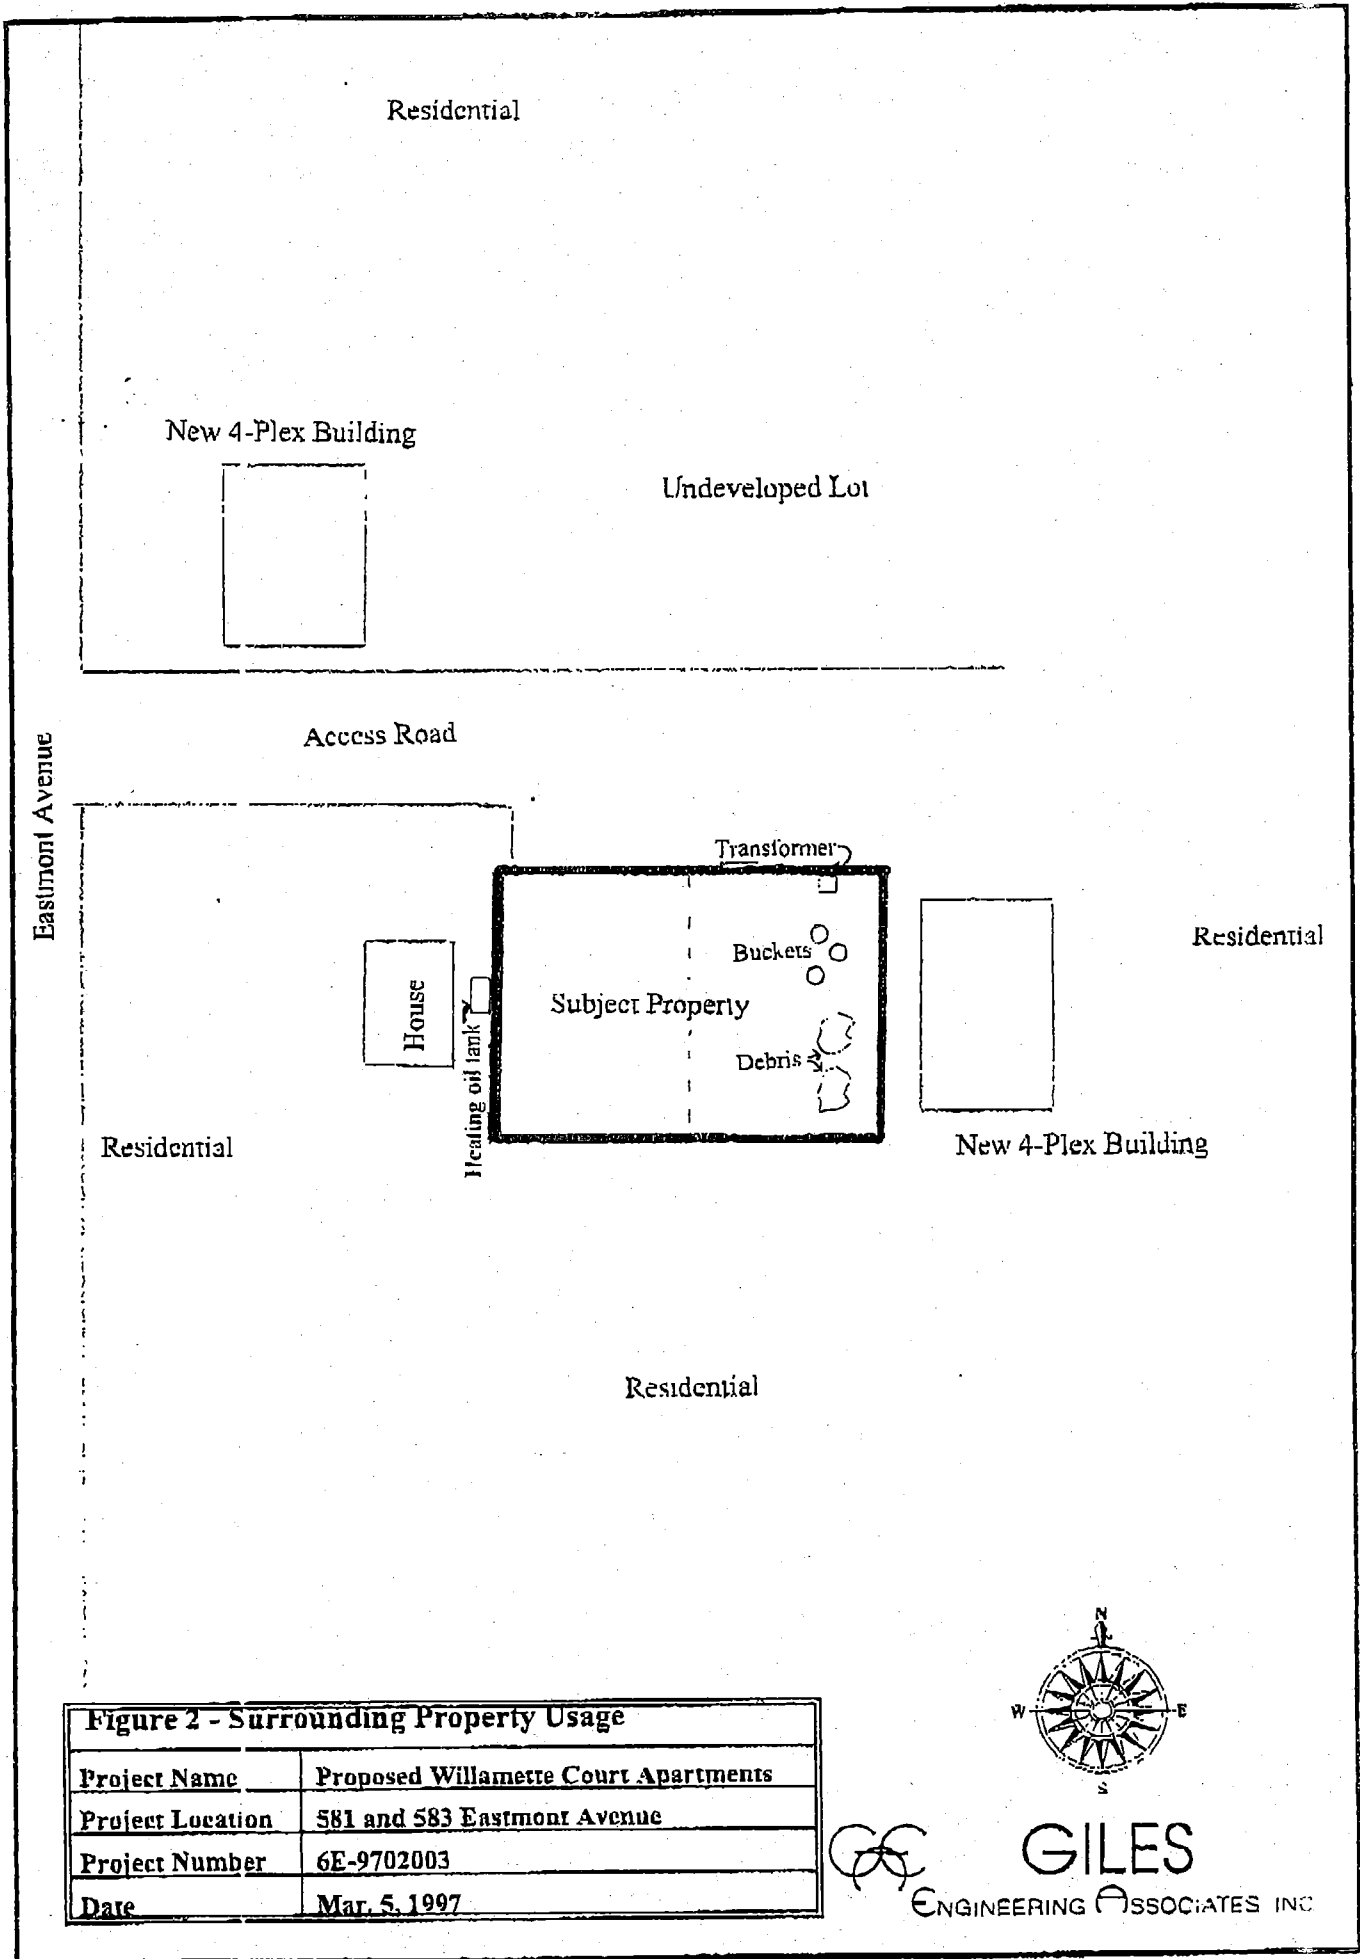 Residential
New 4-Plex Building
Undeveloped Lot
Access Road
Eastmont Avenue
Transformer
Buckets
Residential
House
Subject Property
Heating oil tank
Debris
Residential
New 4-Plex Building
Residential
N
W
E
S
Figure 2 - Surrounding Property Usage
Project Name Proposed Willamette Court Apartments
Project Location 581 and 583 Eastmont Avenue
Project Number 6E-9702003
Date Mar. 5, 1997
GILES
ENGINEERING ASSOCIATES INC